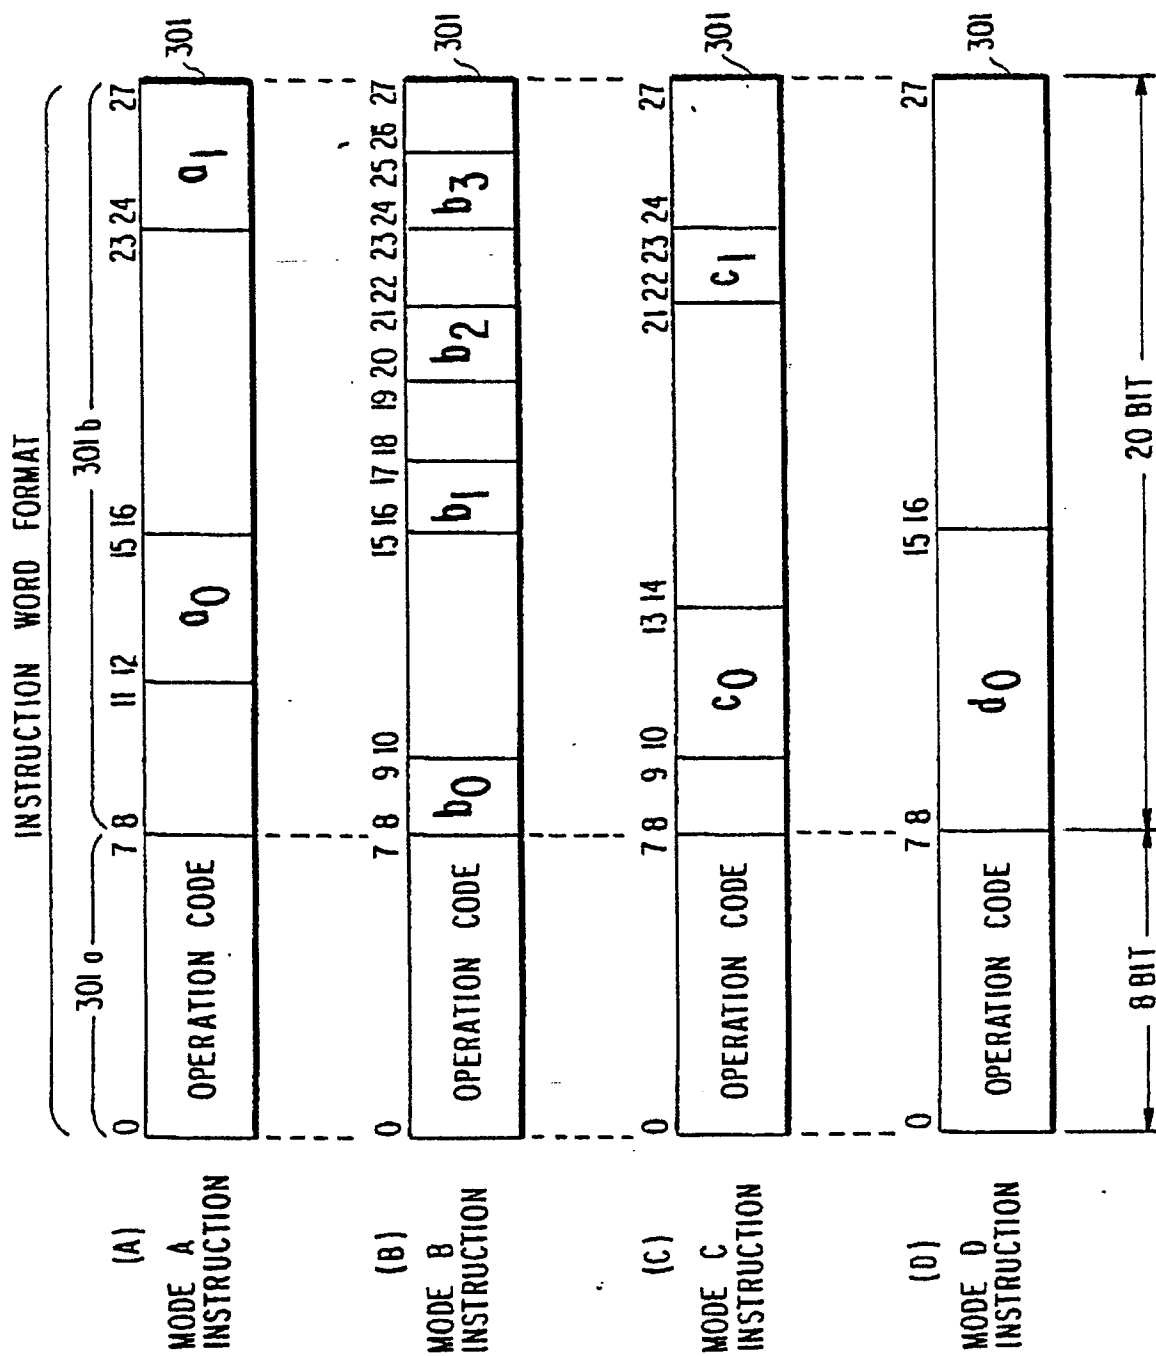 INSTRUCTION WORD FORMAT
301a 301b
0 7 8 11 12 15 16 23 24 27
(A)
MODE A
INSTRUCTION
OPERATION CODE a0 a1 301
0 7 8 9 10 15 16 17 18 19 20 21 22 23 24 25 26 27
(B)
MODE B
INSTRUCTION
OPERATION CODE b0 b1 b2 b3 301
0 7 8 9 10 13 14 21 22 23 24 27
(C)
MODE C
INSTRUCTION
OPERATION CODE c0 c1 301
0 7 8 15 16 27
(D)
MODE D
INSTRUCTION
OPERATION CODE d0 301
8 BIT 20 BIT